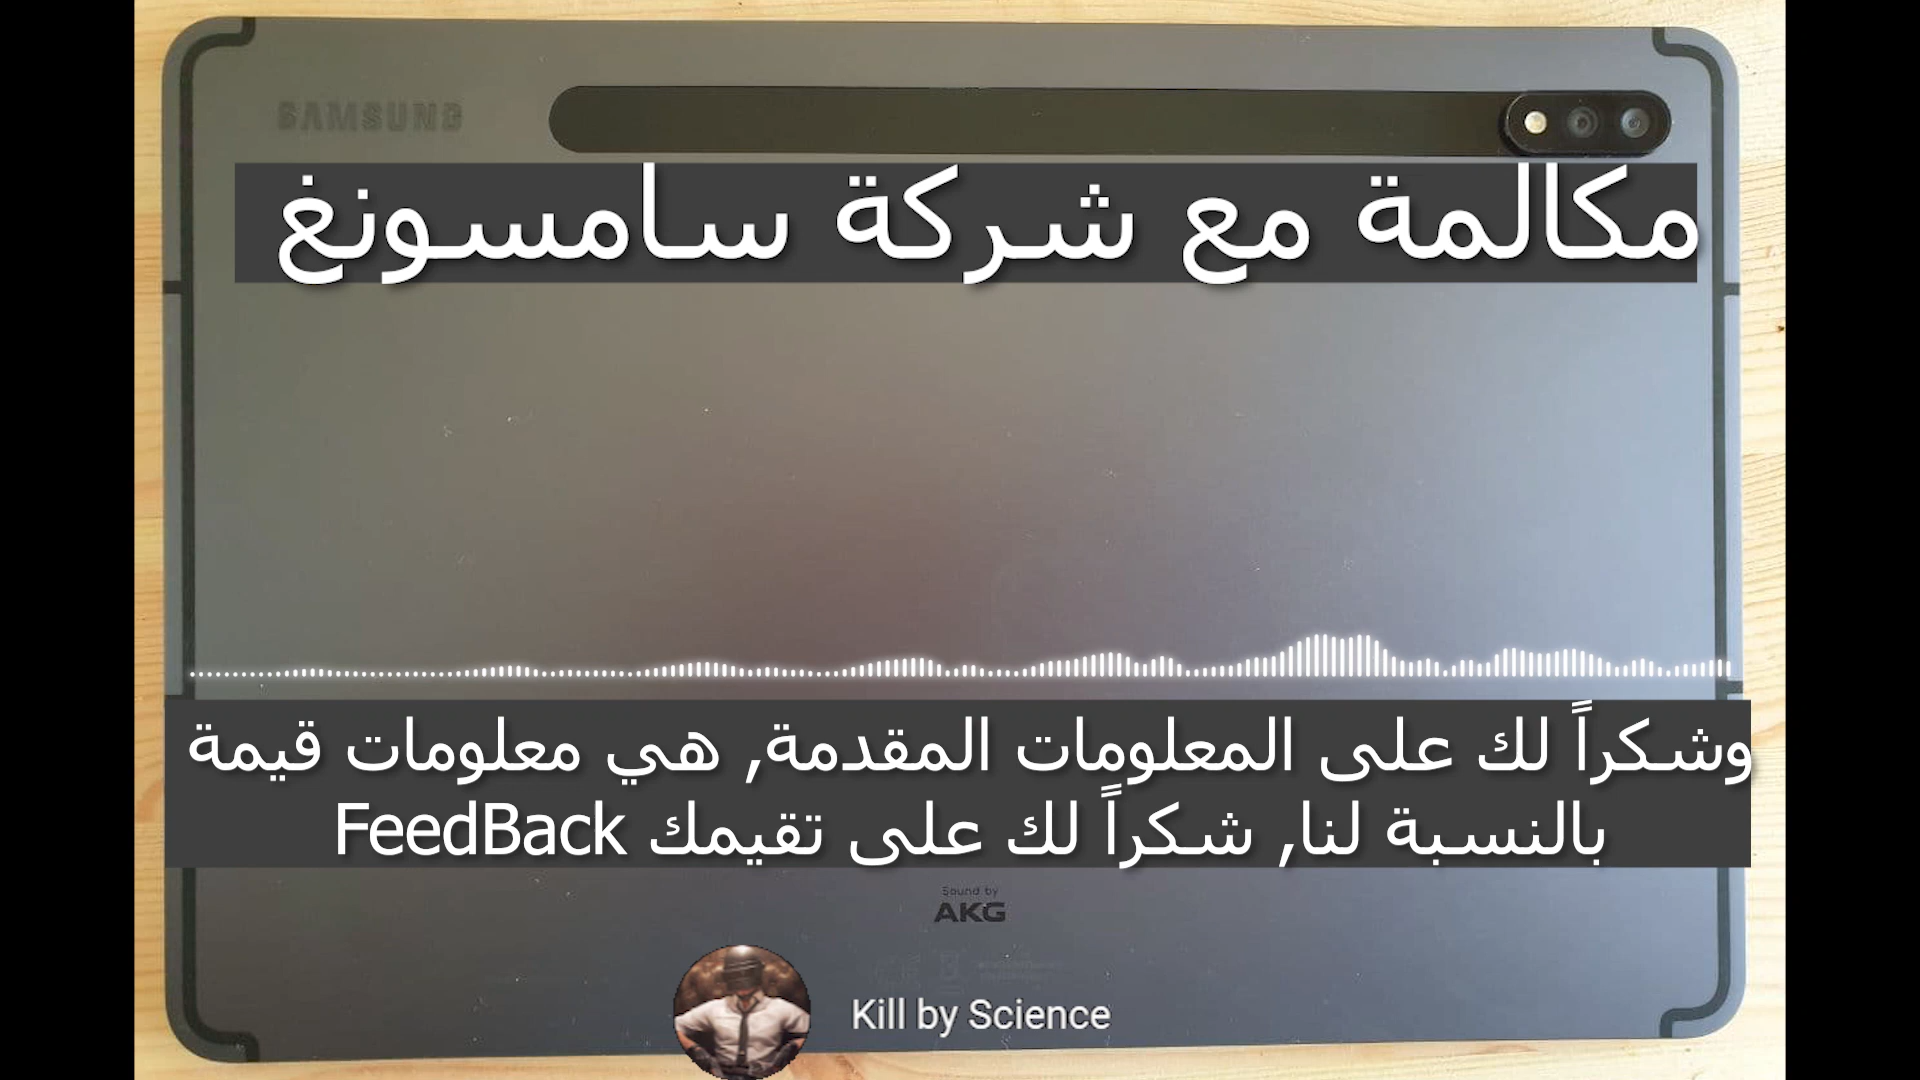 SAMSUNG
مكالمة مع شركة سامسونغ
وشكراً لك على المعلومات المقدمة, هي معلومات قيمة
بالنسبة لنا, شكراً لك على تقيمك FeedBack
Sound by
AKG
Kill by Science